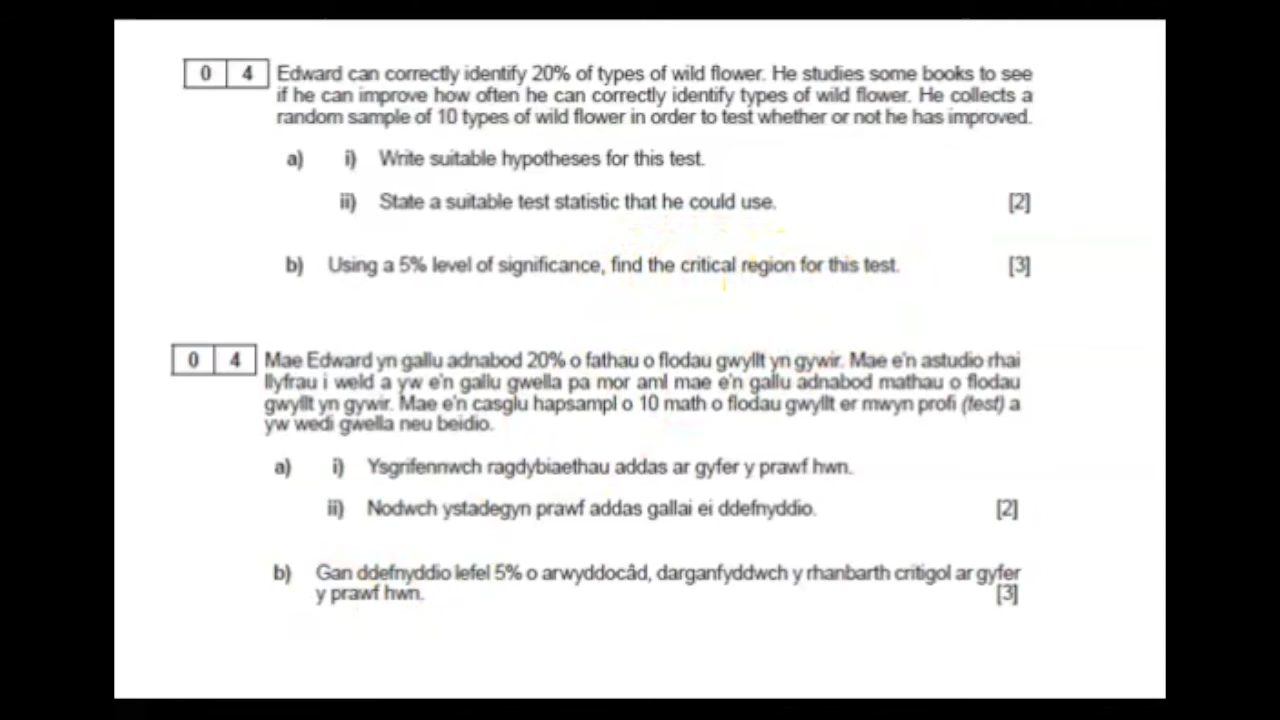 0 4 Edward can correctly identify 20% of types of wild flower. He studies some books to see
if he can improve how often he can correctly identify types of wild flower. He collects a
random sample of 10 types of wild flower in order to test whether or not he has improved.
a) i) Write suitable hypotheses for this test.
ii) State a suitable test statistic that he could use. [2]
b) Using a 5% level of significance, find the critical region for this test. [3]
0 4 Mae Edward yn gallu adnabod 20% o fathau o flodau gwyllt yn gywir. Mae e'n astudio rhai
llyfrau i weld a yw e'n gallu gwella pa mor aml mae e'n gallu adnabod mathau o flodau
gwyllt yn gywir. Mae e'n casglu hapsampl o 10 math o flodau gwyllt er mwyn profi (test) a
yw wedi gwella neu beidio.
a) i) Ysgrifennwch ragdybiaethau addas ar gyfer y prawf hwn.
ii) Nodwch ystadegyn prawf addas gallai ei ddefnyddio. [2]
b) Gan ddefnyddio lefel 5% o arwyddocâd, darganfyddwch y rhanbarth critigol ar gyfer
y prawf hwn. [3]